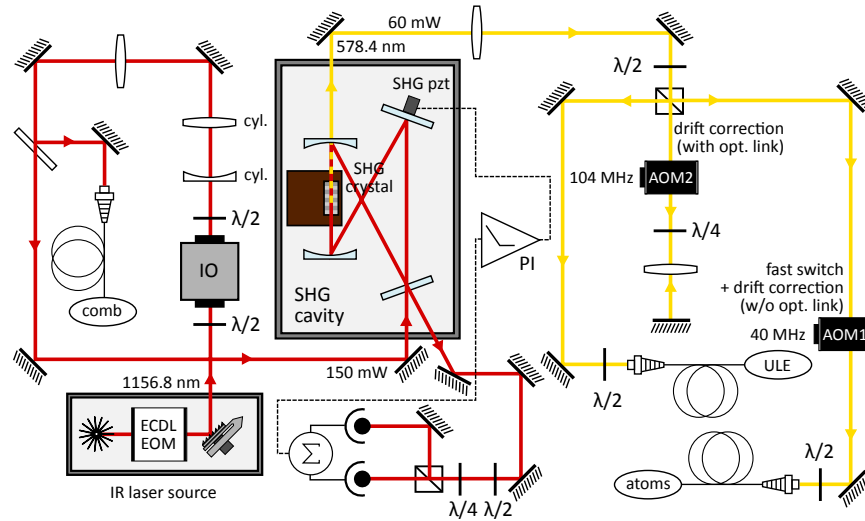 60 mW
578.4 nm
λ/2
SHG pzt
drift correction
(with opt. link)
cyl.
cyl.
SHG
crystal
104 MHz
AOM2
λ/2
λ/4
IO
PI
comb
SHG
cavity
fast switch
+ drift correction
(w/o opt. link)
λ/2
40 MHz
AOM1
1156.8 nm
150 mW
ULE
λ/2
ECDL
EOM
Σ
λ/2
atoms
IR laser source
λ/4
λ/2